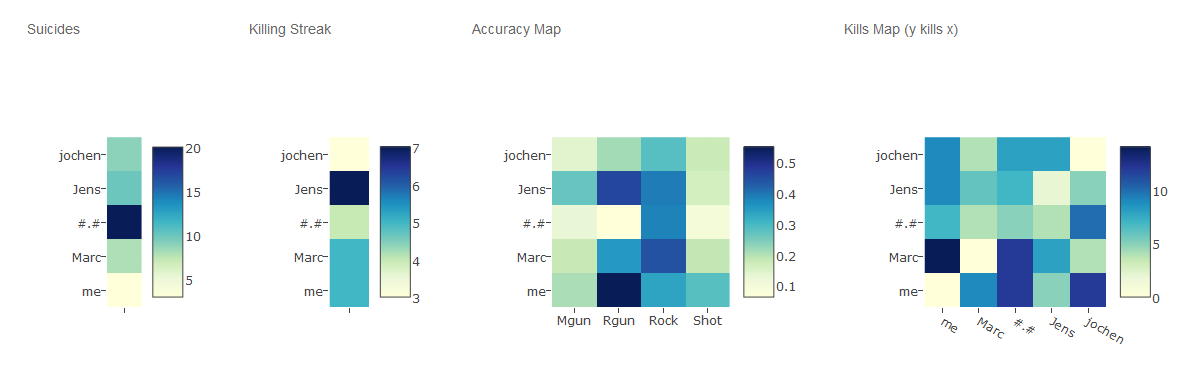 Suicides
jochen
Jens
#.#
Marc
me
20
15
10
5
Killing Streak
jochen
Jens
#.#
Marc
me
7
6
5
4
3
Accuracy Map
jochen
Jens
#.#
Marc
me
Mgun Rgun Rock Shot
0.5
0.4
0.3
0.2
0.1
Kills Map (y kills x)
jochen
Jens
#.#
Marc
me
me Marc #.# Jens jochen
10
5
0